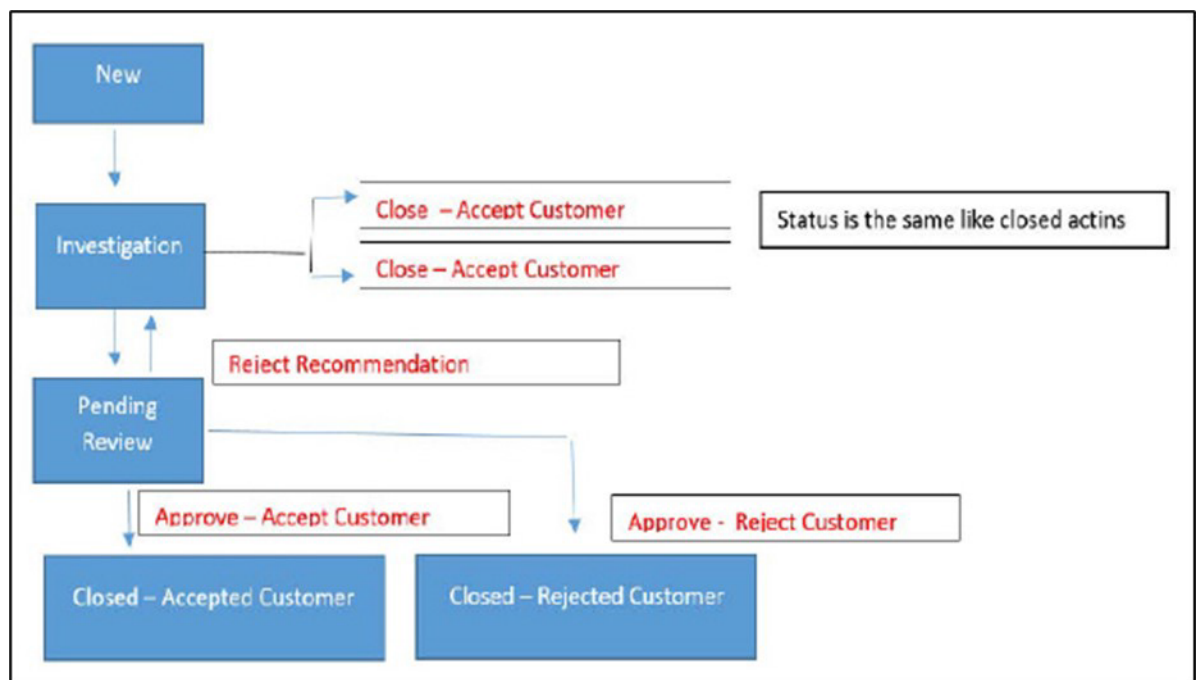 New
Investigation
Close – Accept Customer
Close – Accept Customer
Status is the same like closed actins
Reject Recommendation
Pending
Review
Approve – Accept Customer
Approve - Reject Customer
Closed – Accepted Customer
Closed – Rejected Customer